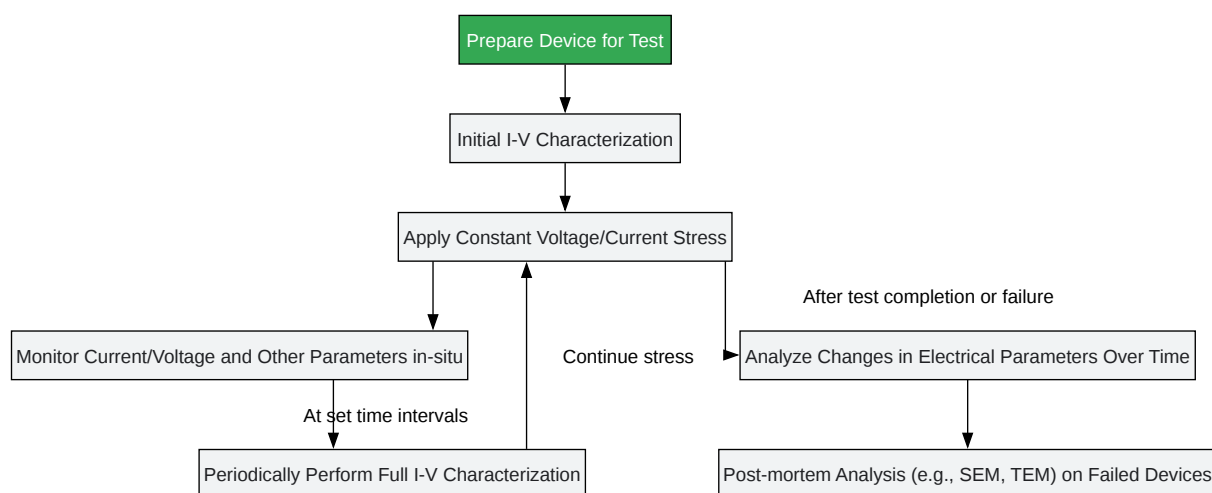 Prepare Device for Test
Initial I-V Characterization
Apply Constant Voltage/Current Stress
After test completion or failure
Monitor Current/Voltage and Other Parameters in-situ
Continue stress
Analyze Changes in Electrical Parameters Over Time
At set time intervals
Periodically Perform Full I-V Characterization
Post-mortem Analysis (e.g., SEM, TEM) on Failed Devices